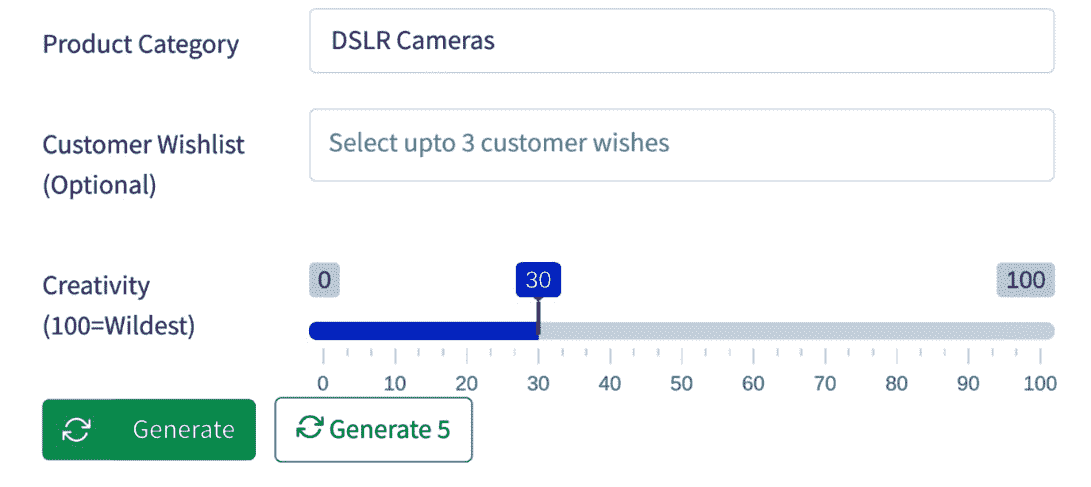 Product Category
DSLR Cameras
Customer Wishlist
(Optional)
Select upto 3 customer wishes
Creativity
(100=Wildest)
0 30 100
0 10 20 30 40 50 60 70 80 90 100
Generate
Generate 5